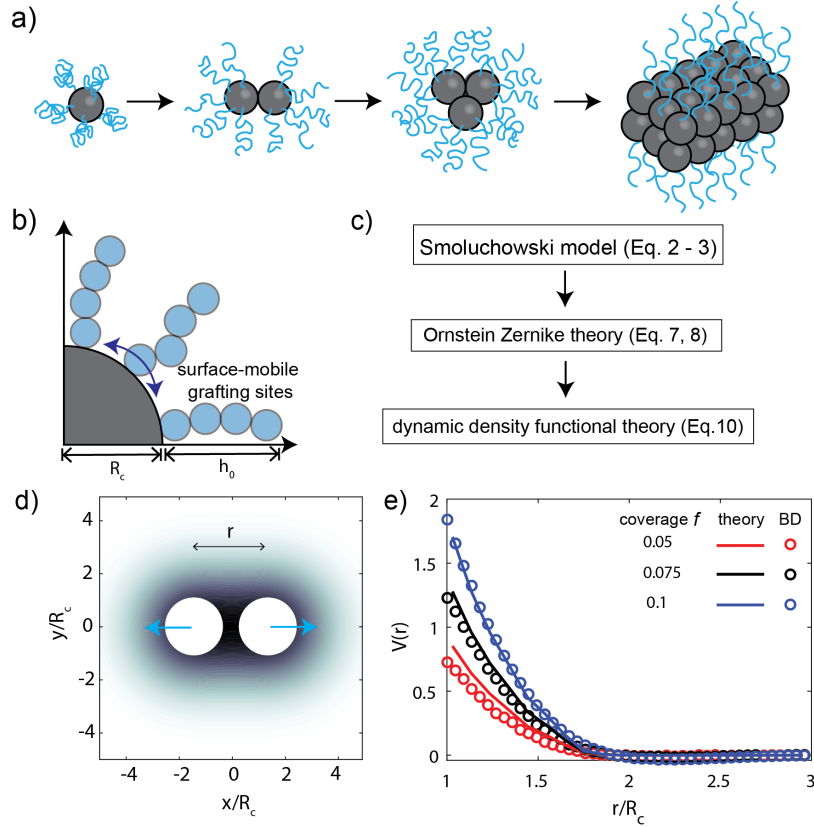 a)
b)
surface-mobile
grafting sites
R_c
h_0
c)
Smoluchowski model (Eq. 2 - 3)
Ornstein Zernike theory (Eq. 7, 8)
dynamic density functional theory (Eq.10)
d)
r
4
2
0
-2
-4
y/R_c
-4 -2 0 2 4
x/R_c
e)
coverage f theory BD
0.05
0.075
0.1
2
1.5
1
0.5
0
V(r)
1 1.5 2 2.5 3
r/R_c